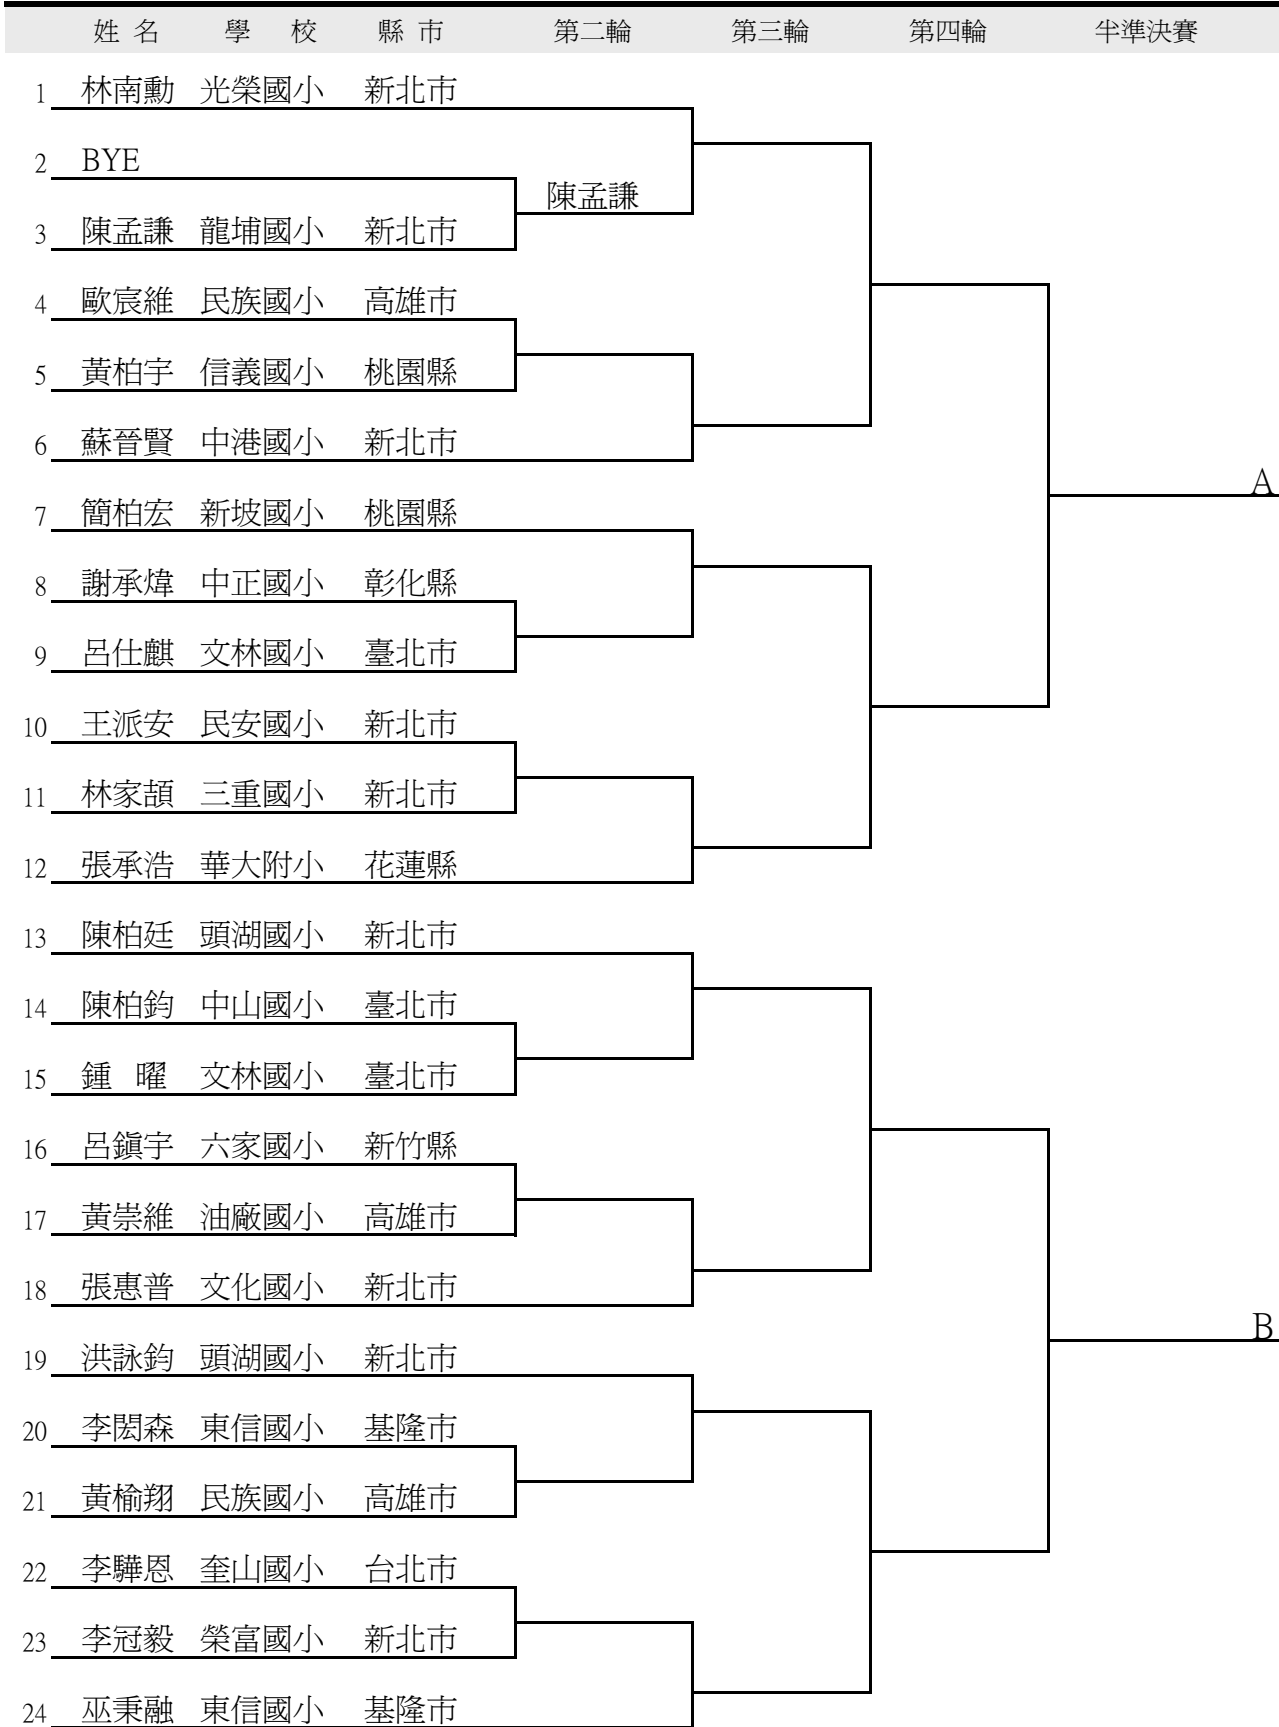 姓 名 學 校 縣 市 第二輪 第三輪 第四輪 半準決賽
1 林南勳 光榮國小 新北市
2 BYE
陳孟謙
3 陳孟謙 龍埔國小 新北市
4 歐宸維 民族國小 高雄市
5 黃柏宇 信義國小 桃園縣
6 蘇晉賢 中港國小 新北市
A
7 簡柏宏 新坡國小 桃園縣
8 謝承煒 中正國小 彰化縣
9 呂仕麒 文林國小 臺北市
10 王派安 民安國小 新北市
11 林家頡 三重國小 新北市
12 張承浩 華大附小 花蓮縣
13 陳柏廷 頭湖國小 新北市
14 陳柏鈞 中山國小 臺北市
15 鍾 曜 文林國小 臺北市
16 呂鎮宇 六家國小 新竹縣
17 黃崇維 油廠國小 高雄市
18 張惠普 文化國小 新北市
B
19 洪詠鈞 頭湖國小 新北市
20 李閎森 東信國小 基隆市
21 黃榆翔 民族國小 高雄市
22 李驊恩 奎山國小 台北市
23 李冠毅 榮富國小 新北市
24 巫秉融 東信國小 基隆市